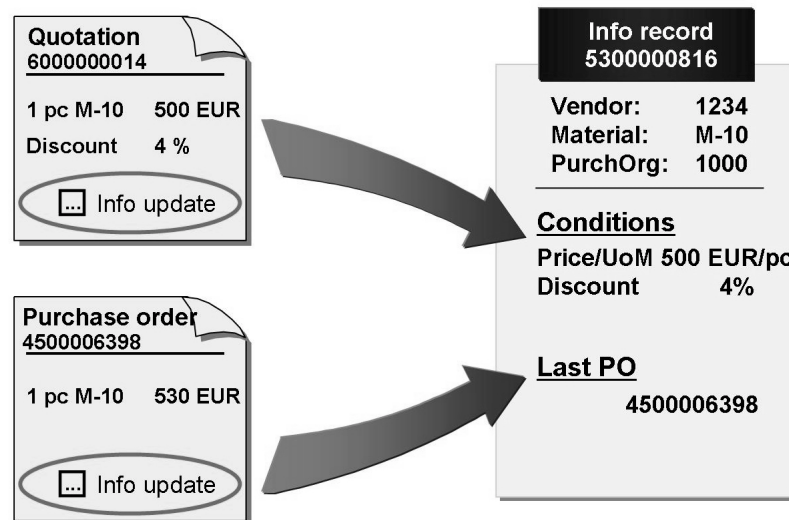 Quotation
6000000014
1 pc M-10 500 EUR
Discount 4 %
... Info update
Purchase order
4500006398
1 pc M-10 530 EUR
... Info update
Info record
5300000816
Vendor: 1234
Material: M-10
PurchOrg: 1000
Conditions
Price/UoM 500 EUR/pc
Discount 4%
Last PO
4500006398